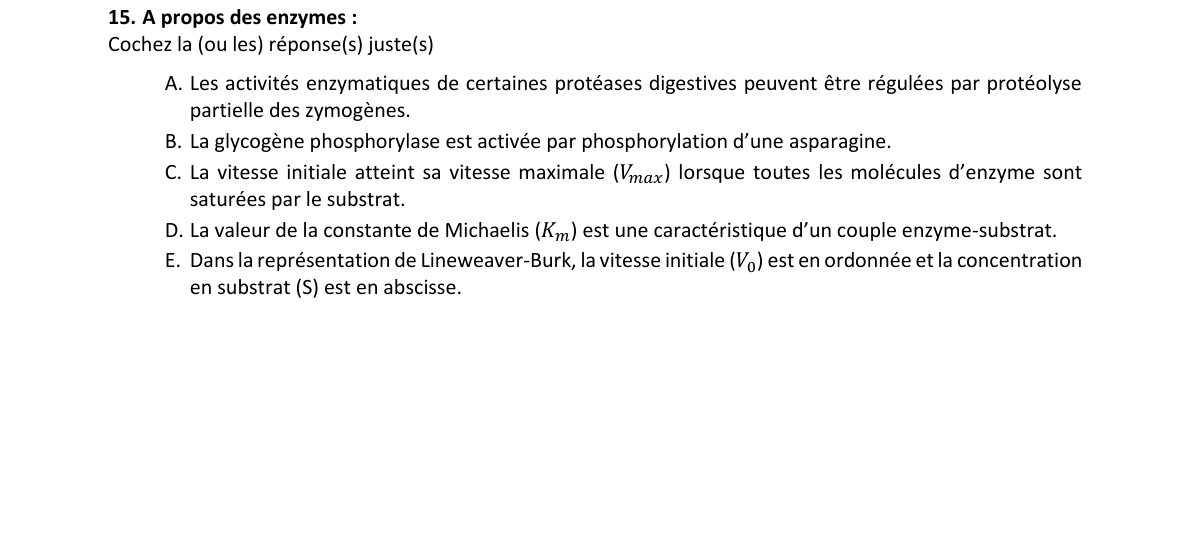 15. A propos des enzymes :
Cochez la (ou les) réponse(s) juste(s)
A. Les activités enzymatiques de certaines protéases digestives peuvent être régulées par protéolyse
partielle des zymogènes.
B. La glycogène phosphorylase est activée par phosphorylation d’une asparagine.
C. La vitesse initiale atteint sa vitesse maximale (Vmax) lorsque toutes les molécules d’enzyme sont
saturées par le substrat.
D. La valeur de la constante de Michaelis (Km) est une caractéristique d’un couple enzyme-substrat.
E. Dans la représentation de Lineweaver-Burk, la vitesse initiale (V0) est en ordonnée et la concentration
en substrat (S) est en abscisse.